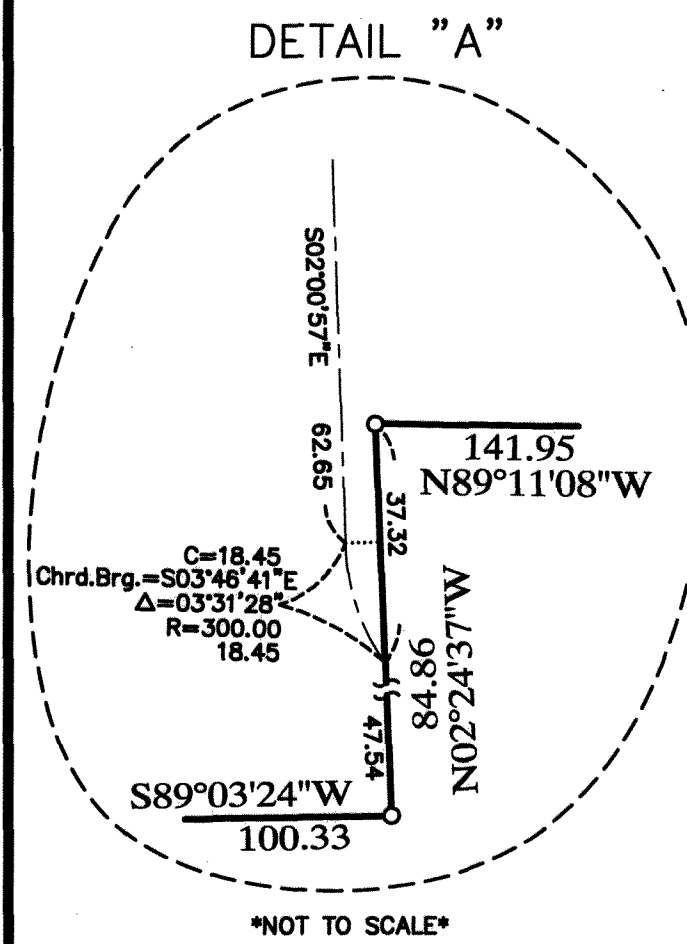 DETAIL "A"
S02°00'57"E
62.65
141.95
N89°11'08"W
37.32
C=18.45
Chrd.Brg.=S03°46'41"E
Δ=03°31'28"
R=300.00
18.45
84.86
N02°24'37"W
47.54
S89°03'24"W
100.33
*NOT TO SCALE*